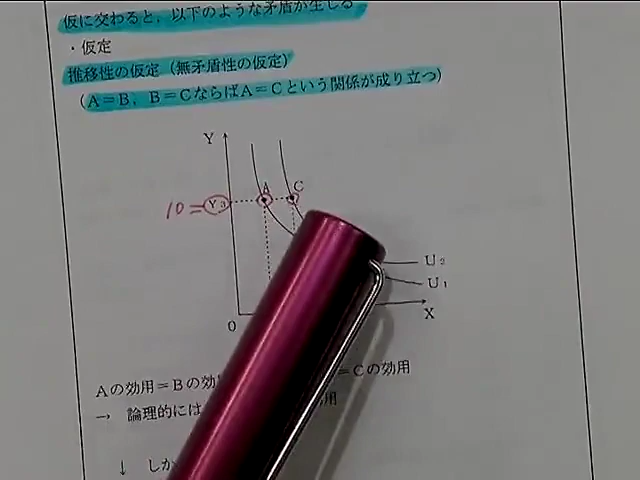 仮に交わると、以下のような矛盾が生じる
・仮定
推移性の仮定（無矛盾性の仮定）
（A＝B，B＝CならばA＝Cという関係が成り立つ）
Y
A C
10＝
U₂
U₁
X
0
Aの効用＝Bの効 ＝Cの効用
→ 論理的には 用
↓ しか